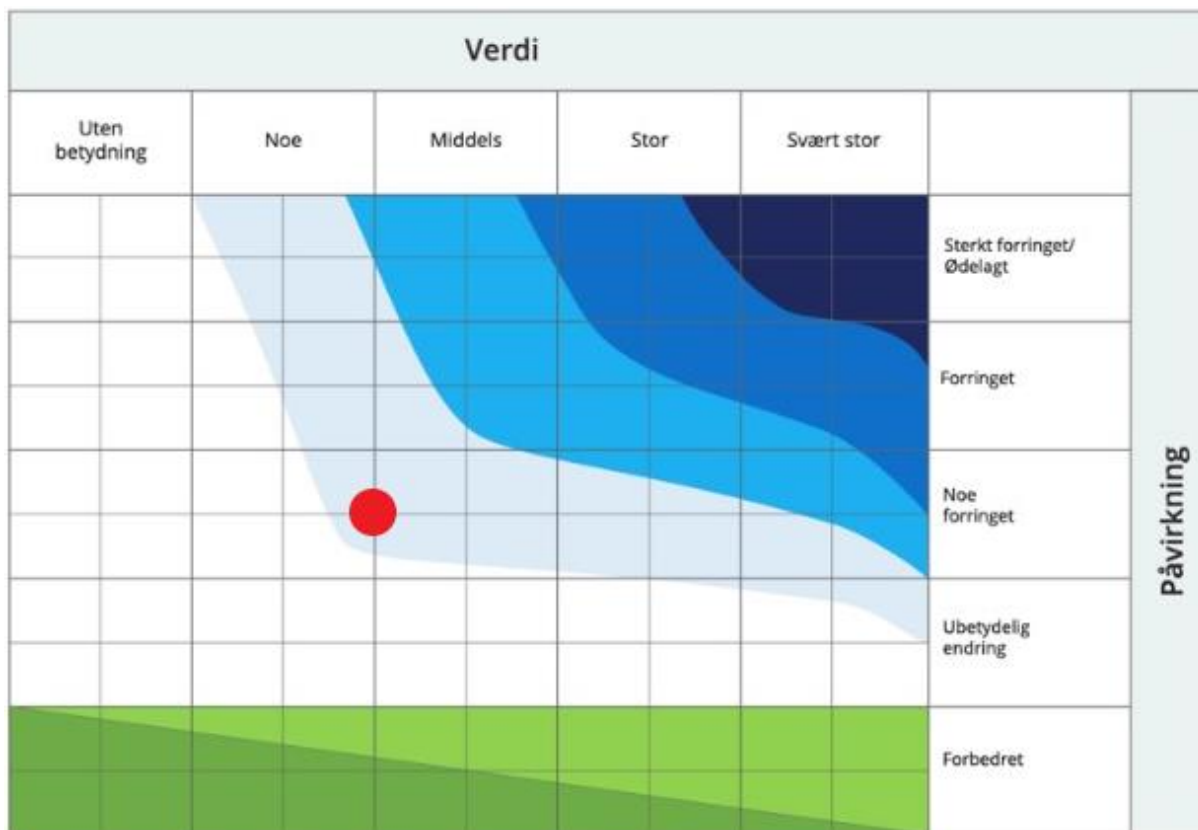 Verdi
Uten
betydning
Noe
Middels
Stor
Svært stor
Sterkt forringet/
Ødelagt
Forringet
Noe
forringet
Ubetydelig
endring
Forbedret
Påvirkning